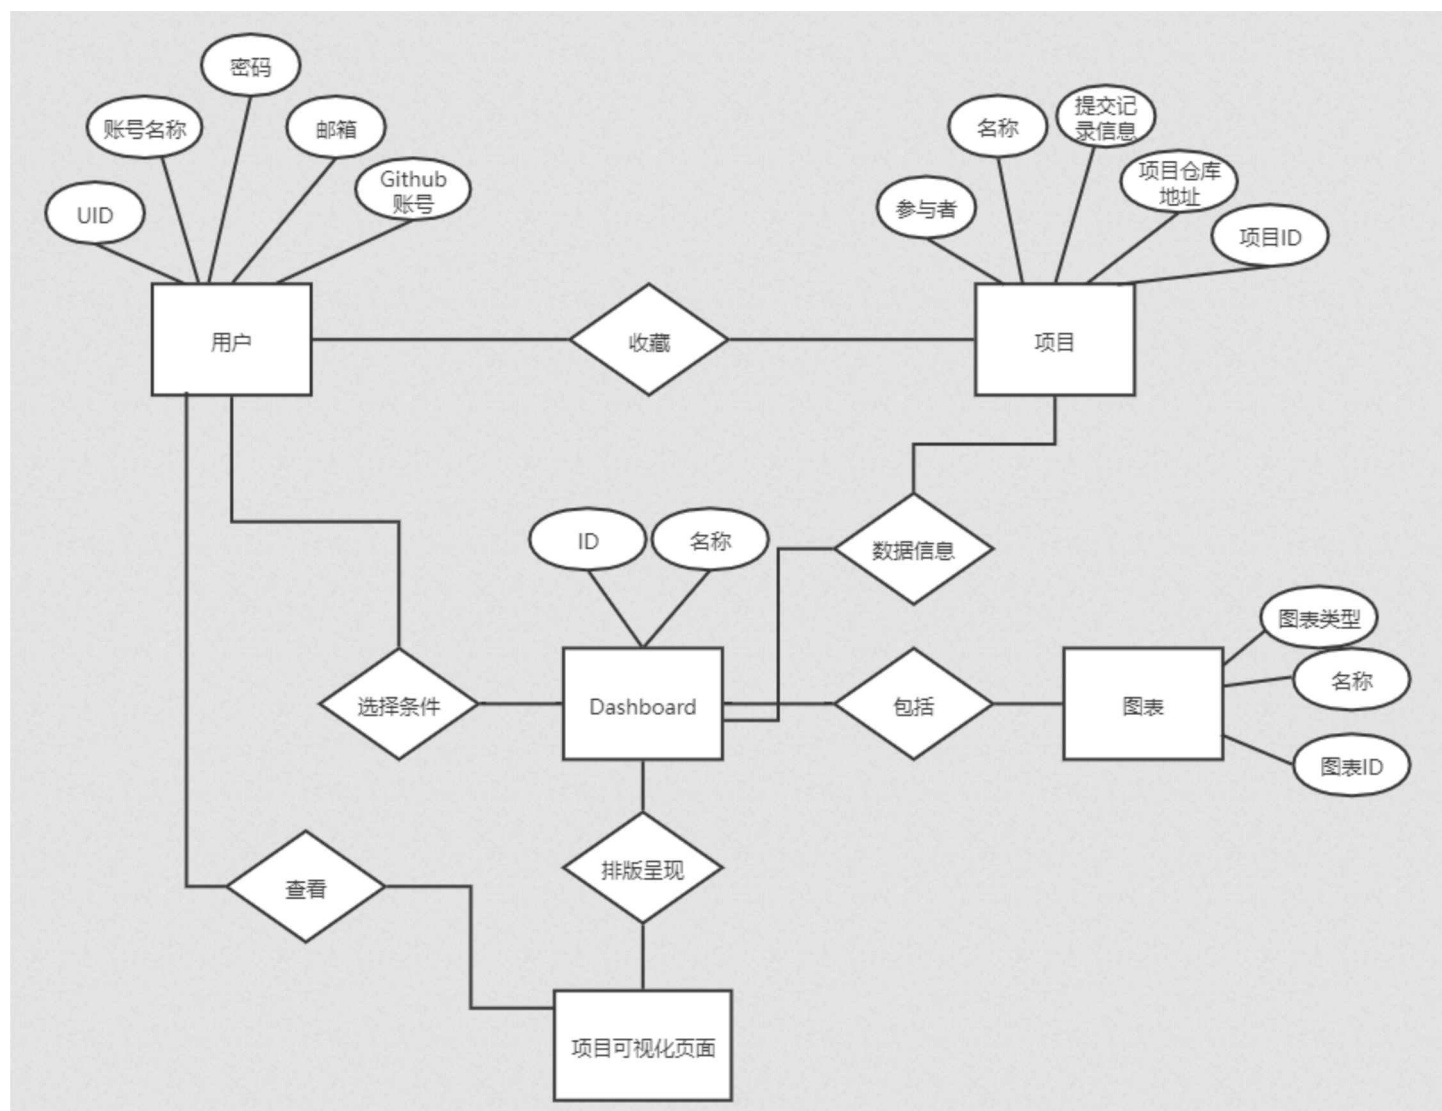 密码
账号名称
邮箱
Github
账号
UID
名称
提交记
录信息
项目仓库
地址
参与者
项目ID
用户
收藏
项目
ID
名称
数据信息
图表类型
名称
图表ID
选择条件
Dashboard
包括
图表
排版呈现
查看
项目可视化页面